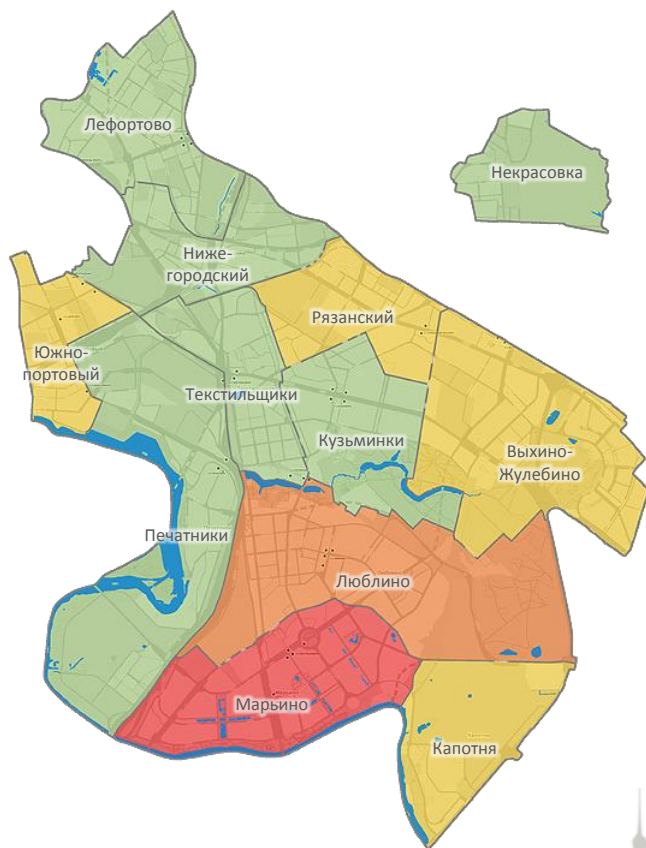 Лефортово
Некрасовка
Ниже-
городский
Рязанский
Южно-
портовый
Текстильщики
Кузьминки
Выхино-
Жулебино
Печатники
Люблино
Марьино
Капотня